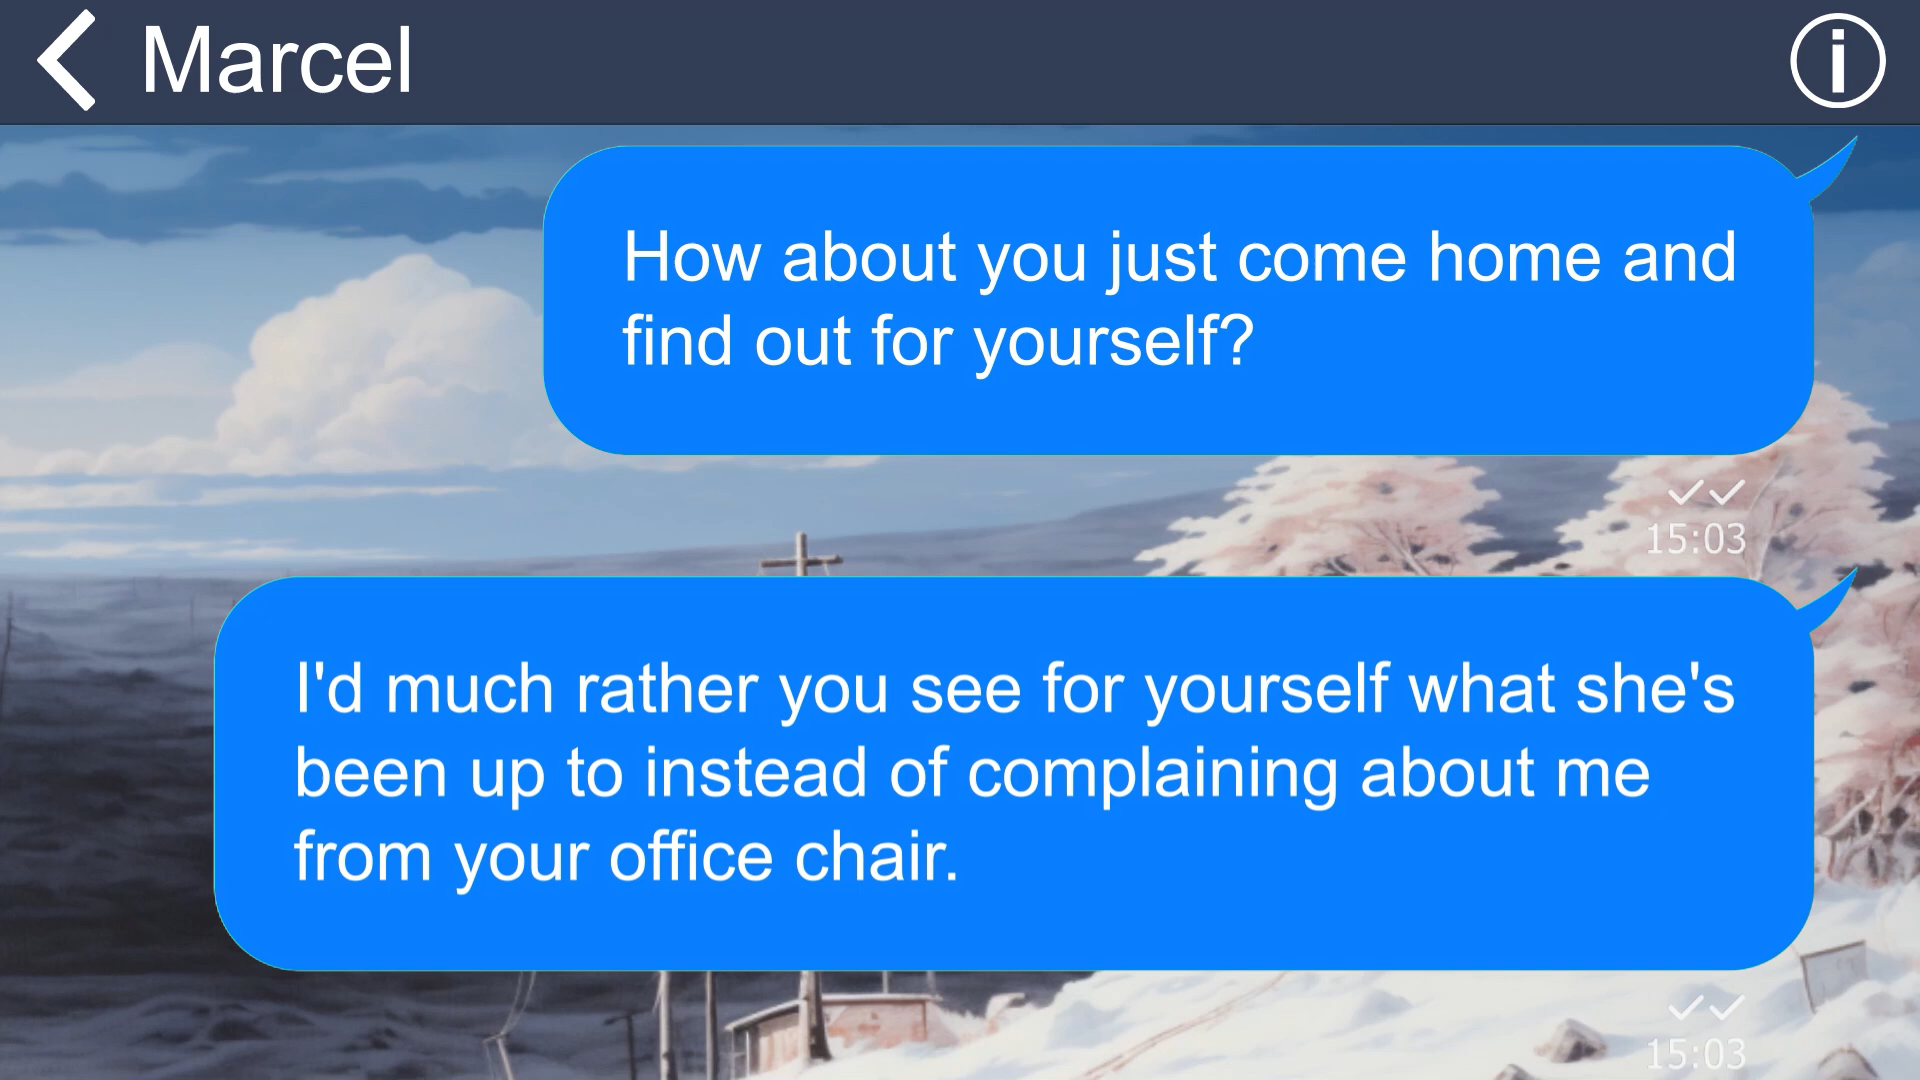 Marcel
How about you just come home and
find out for yourself?
15:03
I'd much rather you see for yourself what she's
been up to instead of complaining about me
from your office chair.
15:03